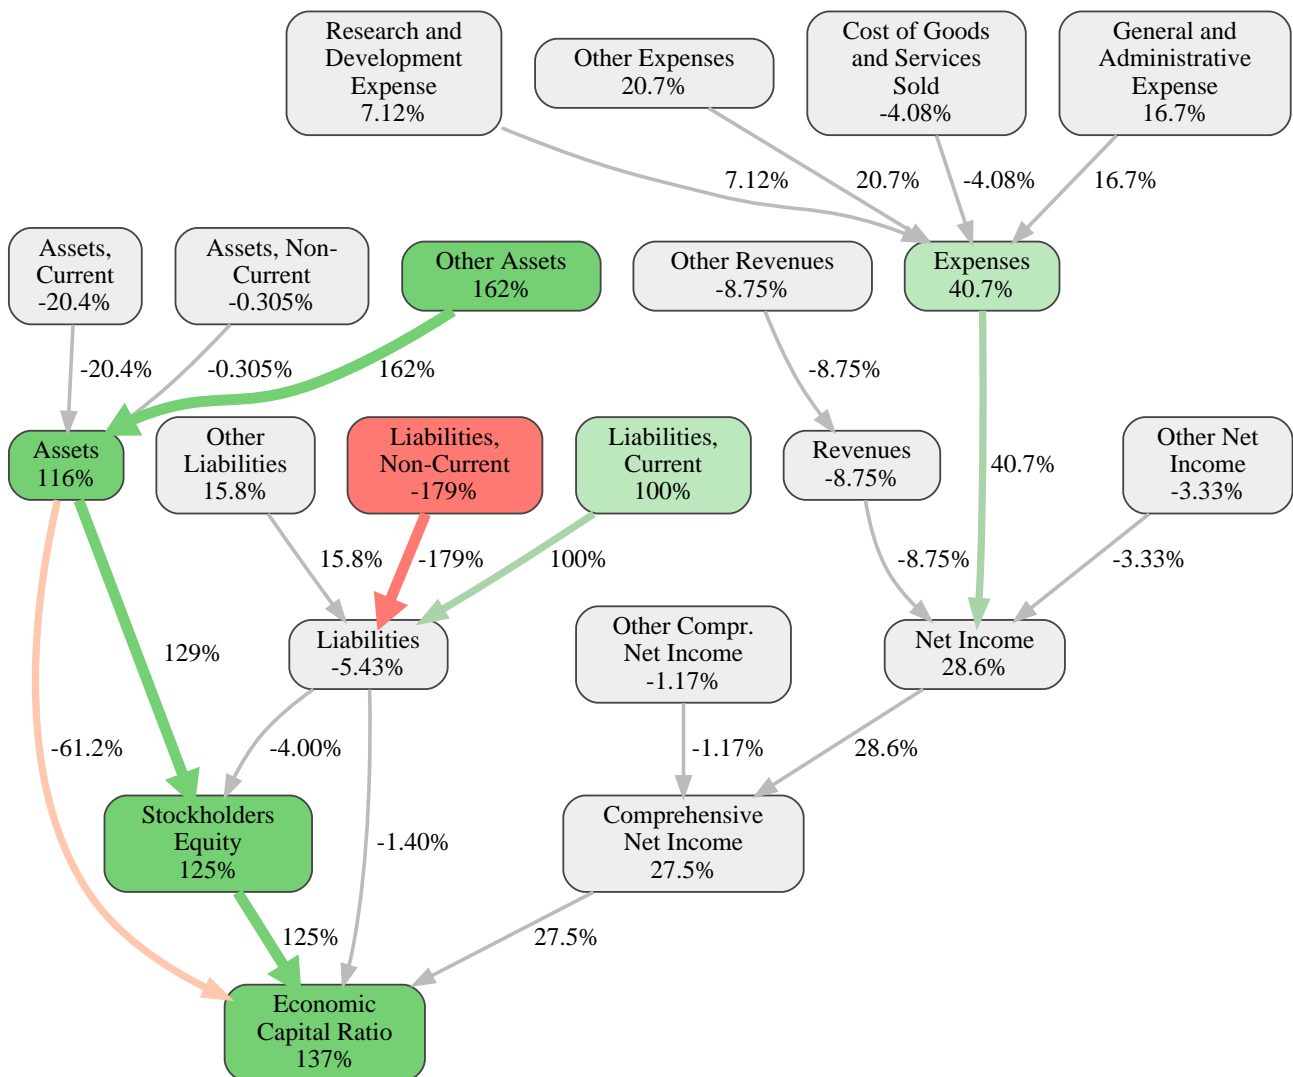 Research and
Development
Expense
7.12%
Other Expenses
20.7%
Cost of Goods
and Services
Sold
-4.08%
General and
Administrative
Expense
16.7%
7.12%
20.7%
-4.08%
16.7%
Assets,
Current
-20.4%
Assets, Non-
Current
-0.305%
Other Assets
162%
Other Revenues
-8.75%
Expenses
40.7%
-20.4%
-0.305%
162%
-8.75%
Assets
116%
Other
Liabilities
15.8%
Liabilities,
Non-Current
-179%
Liabilities,
Current
100%
Revenues
-8.75%
40.7%
Other Net
Income
-3.33%
15.8%
-179%
100%
-8.75%
-3.33%
129%
Liabilities
-5.43%
Other Compr.
Net Income
-1.17%
Net Income
28.6%
-61.2%
-4.00%
-1.17%
28.6%
Stockholders
Equity
125%
-1.40%
Comprehensive
Net Income
27.5%
125%
27.5%
Economic
Capital Ratio
137%